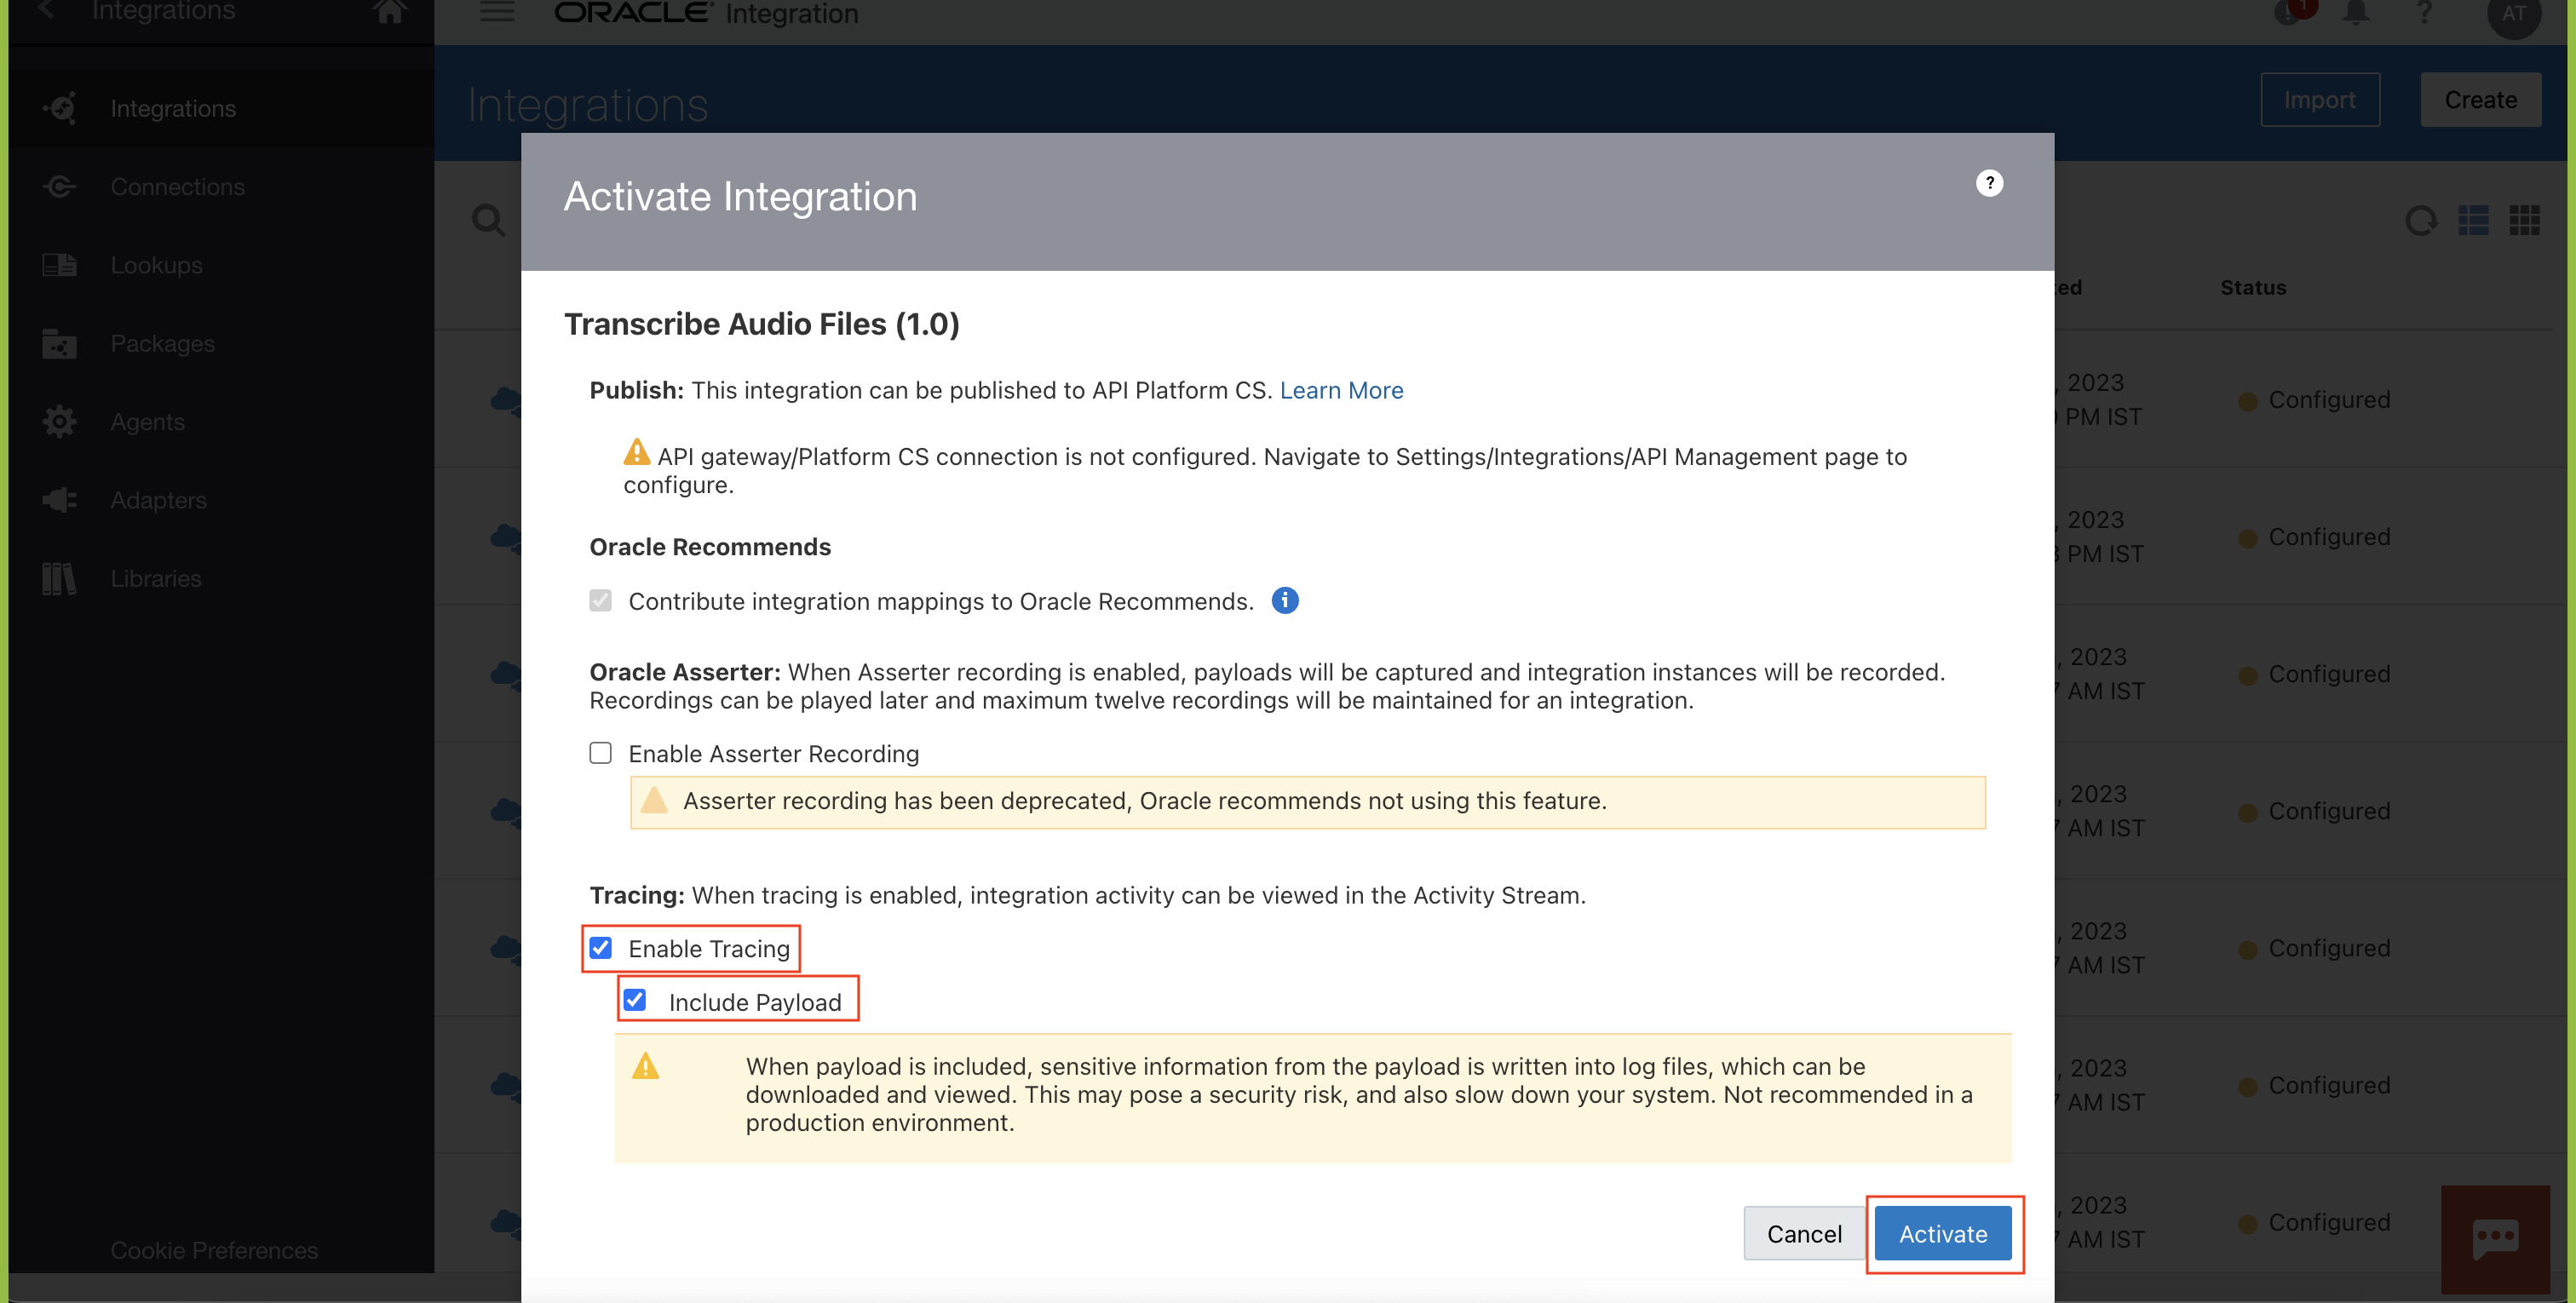 Integrations
ORACLE Integration
1
?
AT
Integrations
Connections
Lookups
Packages
Agents
Adapters
Libraries
Cookie Preferences
Integrations
Import
Create
Activate Integration
?
Transcribe Audio Files (1.0)
Publish: This integration can be published to API Platform CS. Learn More
API gateway/Platform CS connection is not configured. Navigate to Settings/Integrations/API Management page to
configure.
Oracle Recommends
Contribute integration mappings to Oracle Recommends.
Oracle Asserter: When Asserter recording is enabled, payloads will be captured and integration instances will be recorded.
Recordings can be played later and maximum twelve recordings will be maintained for an integration.
Enable Asserter Recording
Asserter recording has been deprecated, Oracle recommends not using this feature.
Tracing: When tracing is enabled, integration activity can be viewed in the Activity Stream.
Enable Tracing
Include Payload
When payload is included, sensitive information from the payload is written into log files, which can be
downloaded and viewed. This may pose a security risk, and also slow down your system. Not recommended in a
production environment.
Cancel
Activate
Status
, 2023
PM IST
Configured
, 2023
PM IST
Configured
, 2023
AM IST
Configured
, 2023
AM IST
Configured
, 2023
AM IST
Configured
, 2023
AM IST
Configured
, 2023
AM IST
Configured